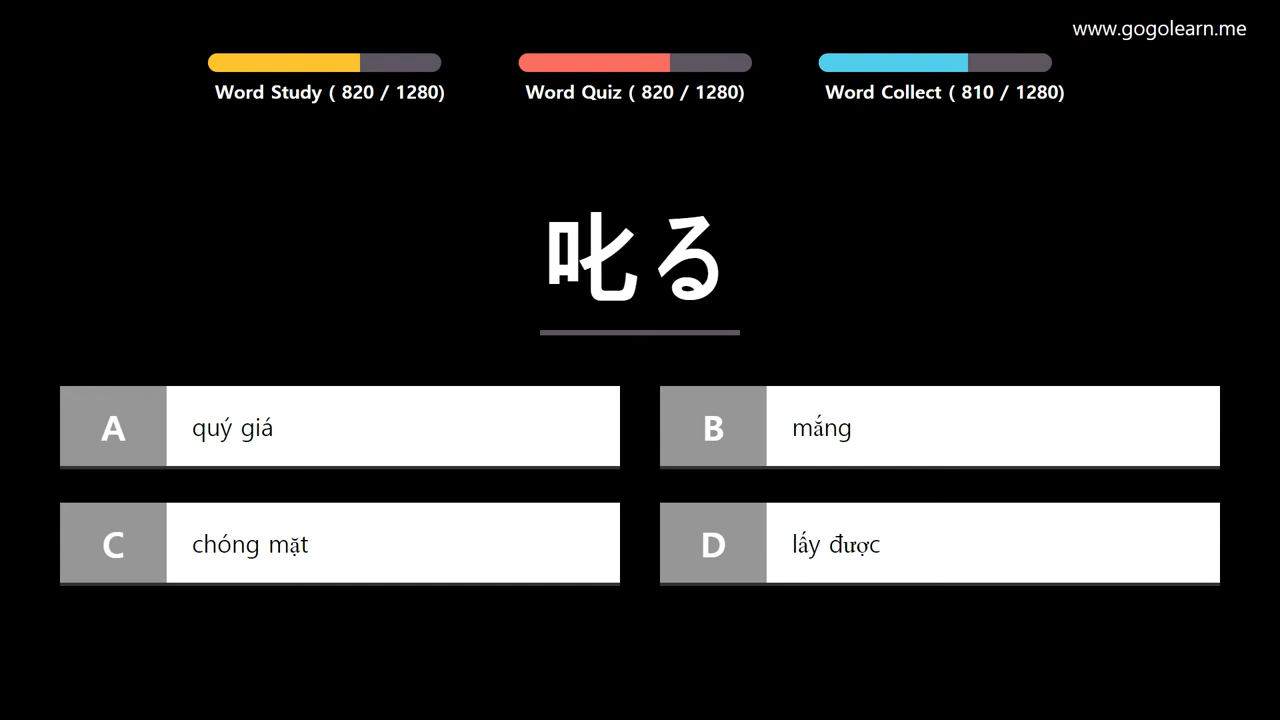 www.gogolearn.me
Word Study ( 820 / 1280)
Word Quiz ( 820 / 1280)
Word Collect ( 810 / 1280)
叱る
A quý giá
B mắng
C chóng mặt
D lấy được